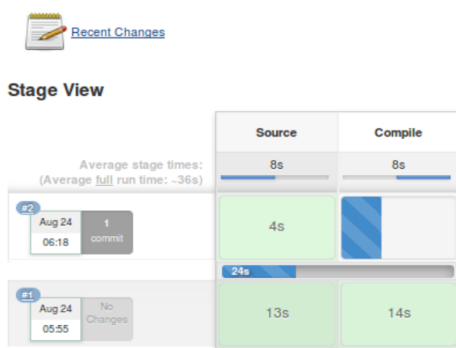 Recent Changes
Stage View
Source Compile
Average stage times: 8s 8s
(Average full run time: ~36s)
#2
Aug 24 1 4s
06:18 commit
24s
#1
Aug 24 No 13s 14s
05:55 Changes